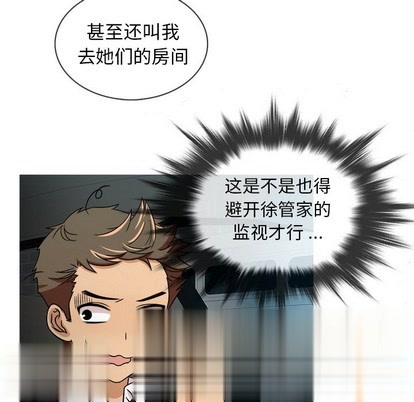 甚至还叫我
去她们的房间
这是不是也得
避开徐管家的
监视才行...